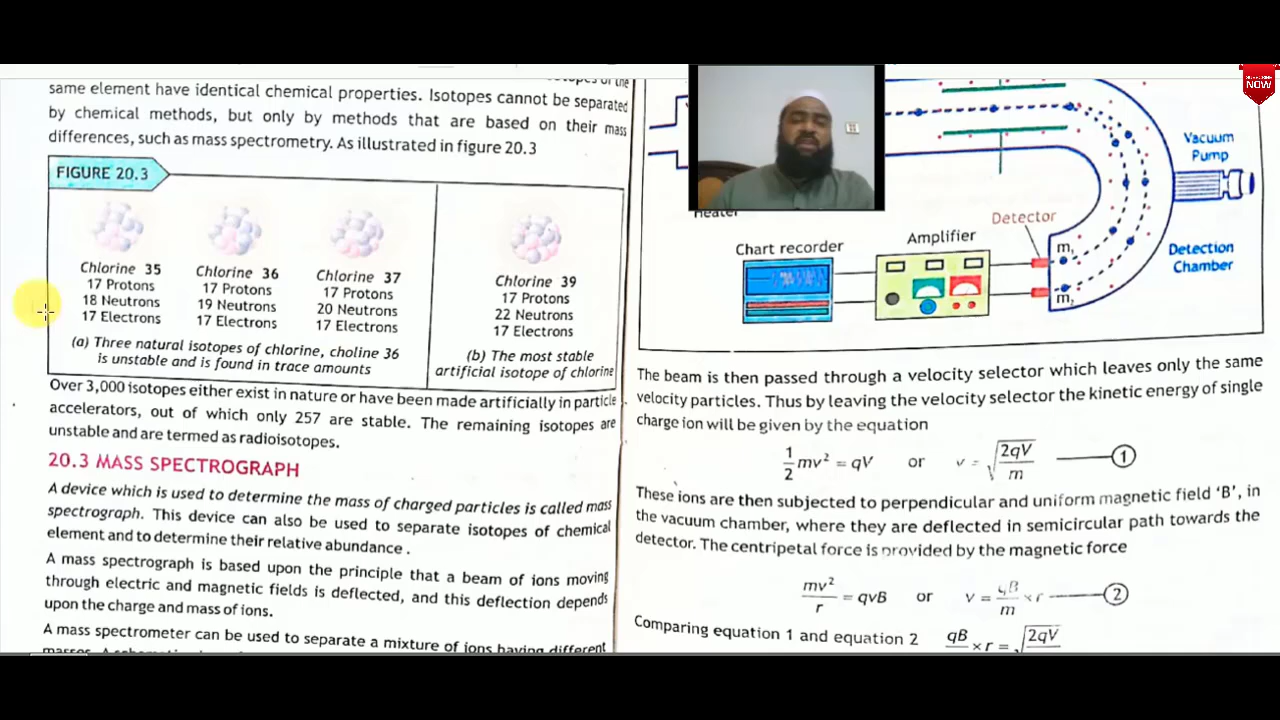 same element have identical chemical properties. Isotopes cannot be separated
by chemical methods, but only by methods that are based on their mass
differences, such as mass spectrometry. As illustrated in figure 20.3
FIGURE 20.3
Chlorine 35
17 Protons
18 Neutrons
17 Electrons
Chlorine 36
17 Protons
19 Neutrons
17 Electrons
Chlorine 37
17 Protons
20 Neutrons
17 Electrons
(a) Three natural isotopes of chlorine, choline 36
is unstable and is found in trace amounts
Chlorine 39
17 Protons
22 Neutrons
17 Electrons
(b) The most stable
artificial isotope of chlorine
Over 3,000 isotopes either exist in nature or have been made artificially in particle
accelerators, out of which only 257 are stable. The remaining isotopes are
unstable and are termed as radioisotopes.
20.3 MASS SPECTROGRAPH
A device which is used to determine the mass of charged particles is called mass
spectrograph. This device can also be used to separate isotopes of chemical
element and to determine their relative abundance .
A mass spectrograph is based upon the principle that a beam of ions moving
through electric and magnetic fields is deflected, and this deflection depends
upon the charge and mass of ions.
A mass spectrometer can be used to separate a mixture of ions having different
Heater
Chart recorder
Amplifier
Detector
m₁
m₂
Vacuum
Pump
Detection
Chamber
NOW
The beam is then passed through a velocity selector which leaves only the same
velocity particles. Thus by leaving the velocity selector the kinetic energy of single
charge ion will be given by the equation
1/2 mv² = qV or v = √(2qV/m) 1
These ions are then subjected to perpendicular and uniform magnetic field ‘B’, in
the vacuum chamber, where they are deflected in semicircular path towards the
detector. The centripetal force is provided by the magnetic force
mv²/r = qvB or v = qB/m × r 2
Comparing equation 1 and equation 2 qB × r = √2qV